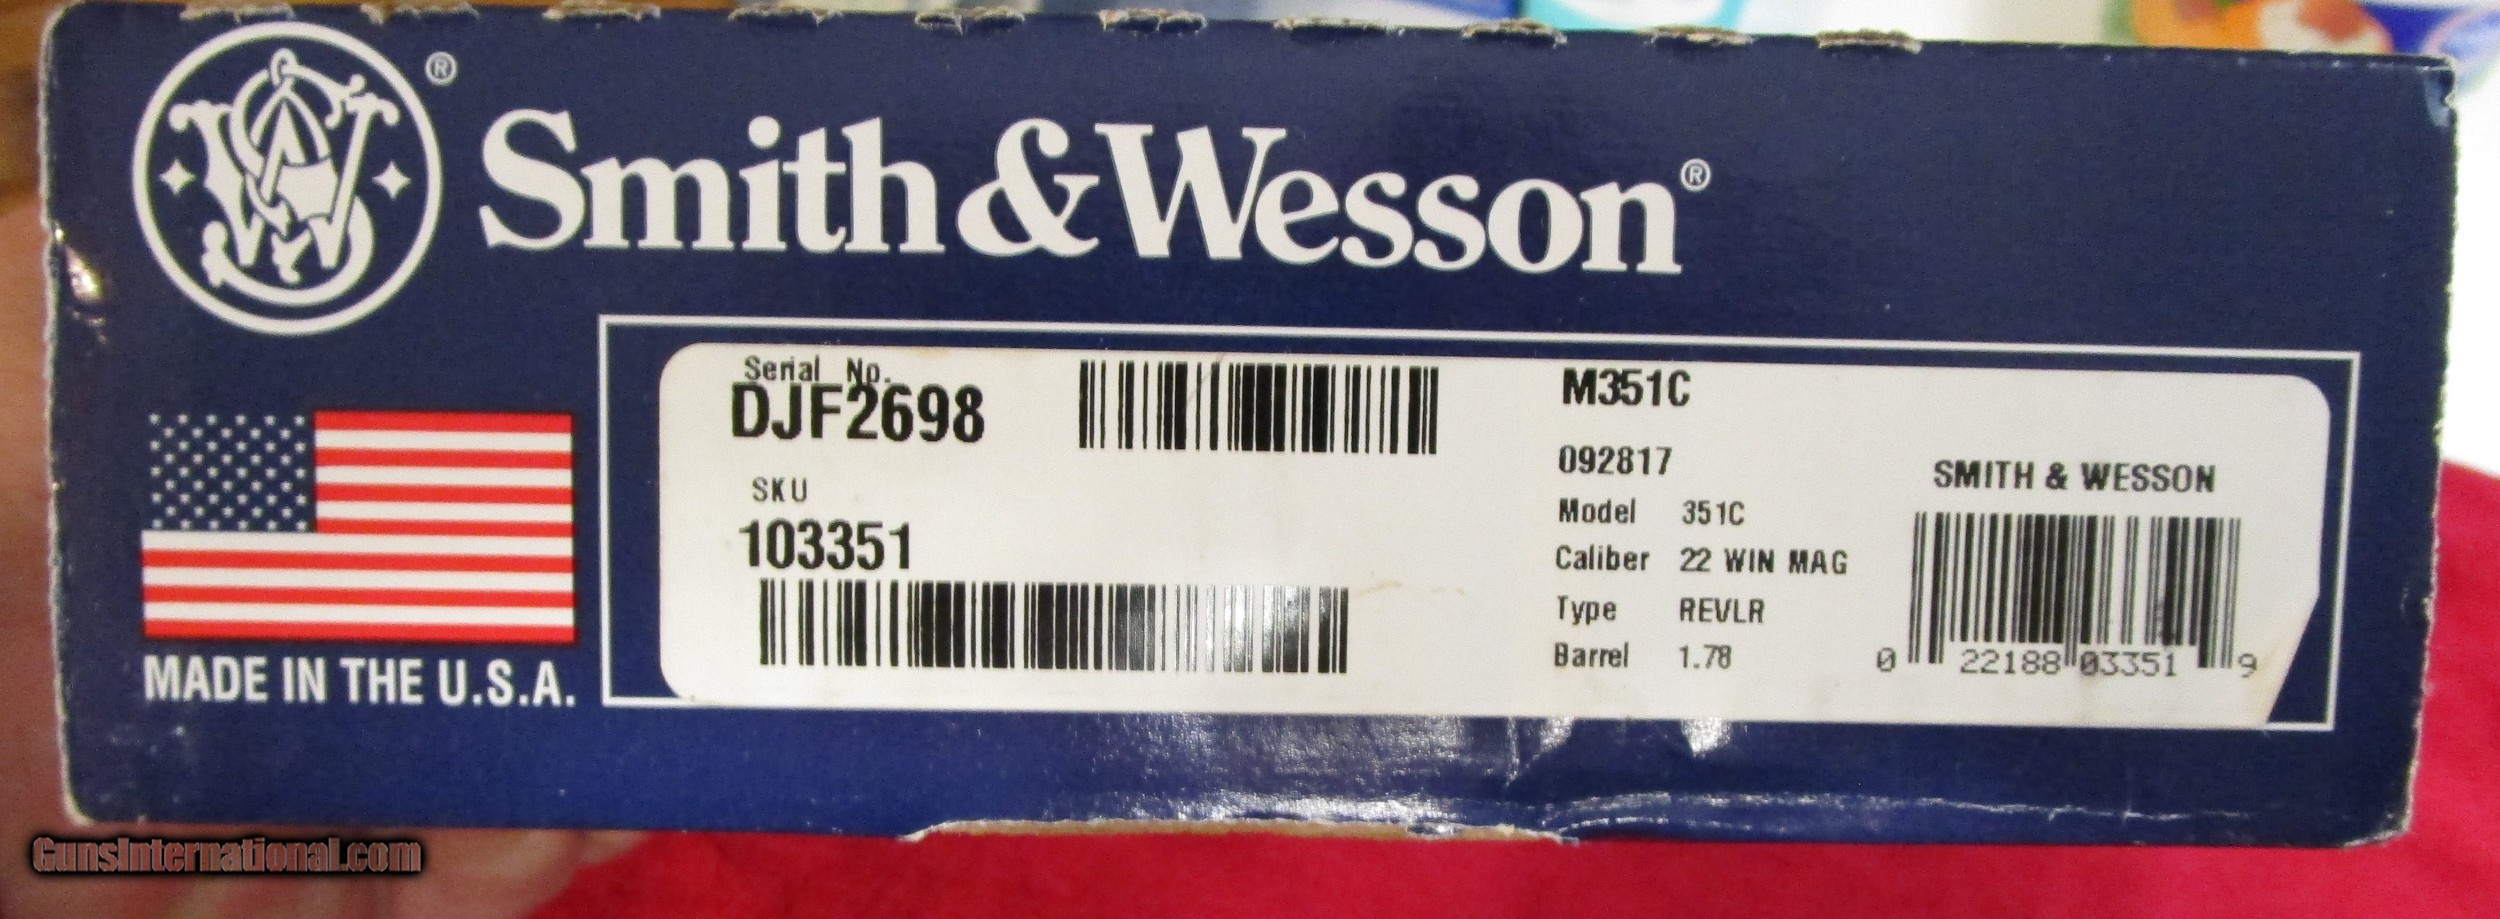 ®
Smith & Wesson®
MADE IN THE U.S.A.
Serial No.
DJF2698
SKU
103351
M351C
092817
Model 351C
Caliber 22 WIN MAG
Type REVLR
Barrel 1.78
SMITH & WESSON
0 22188 03351 9
GunsInternational.com